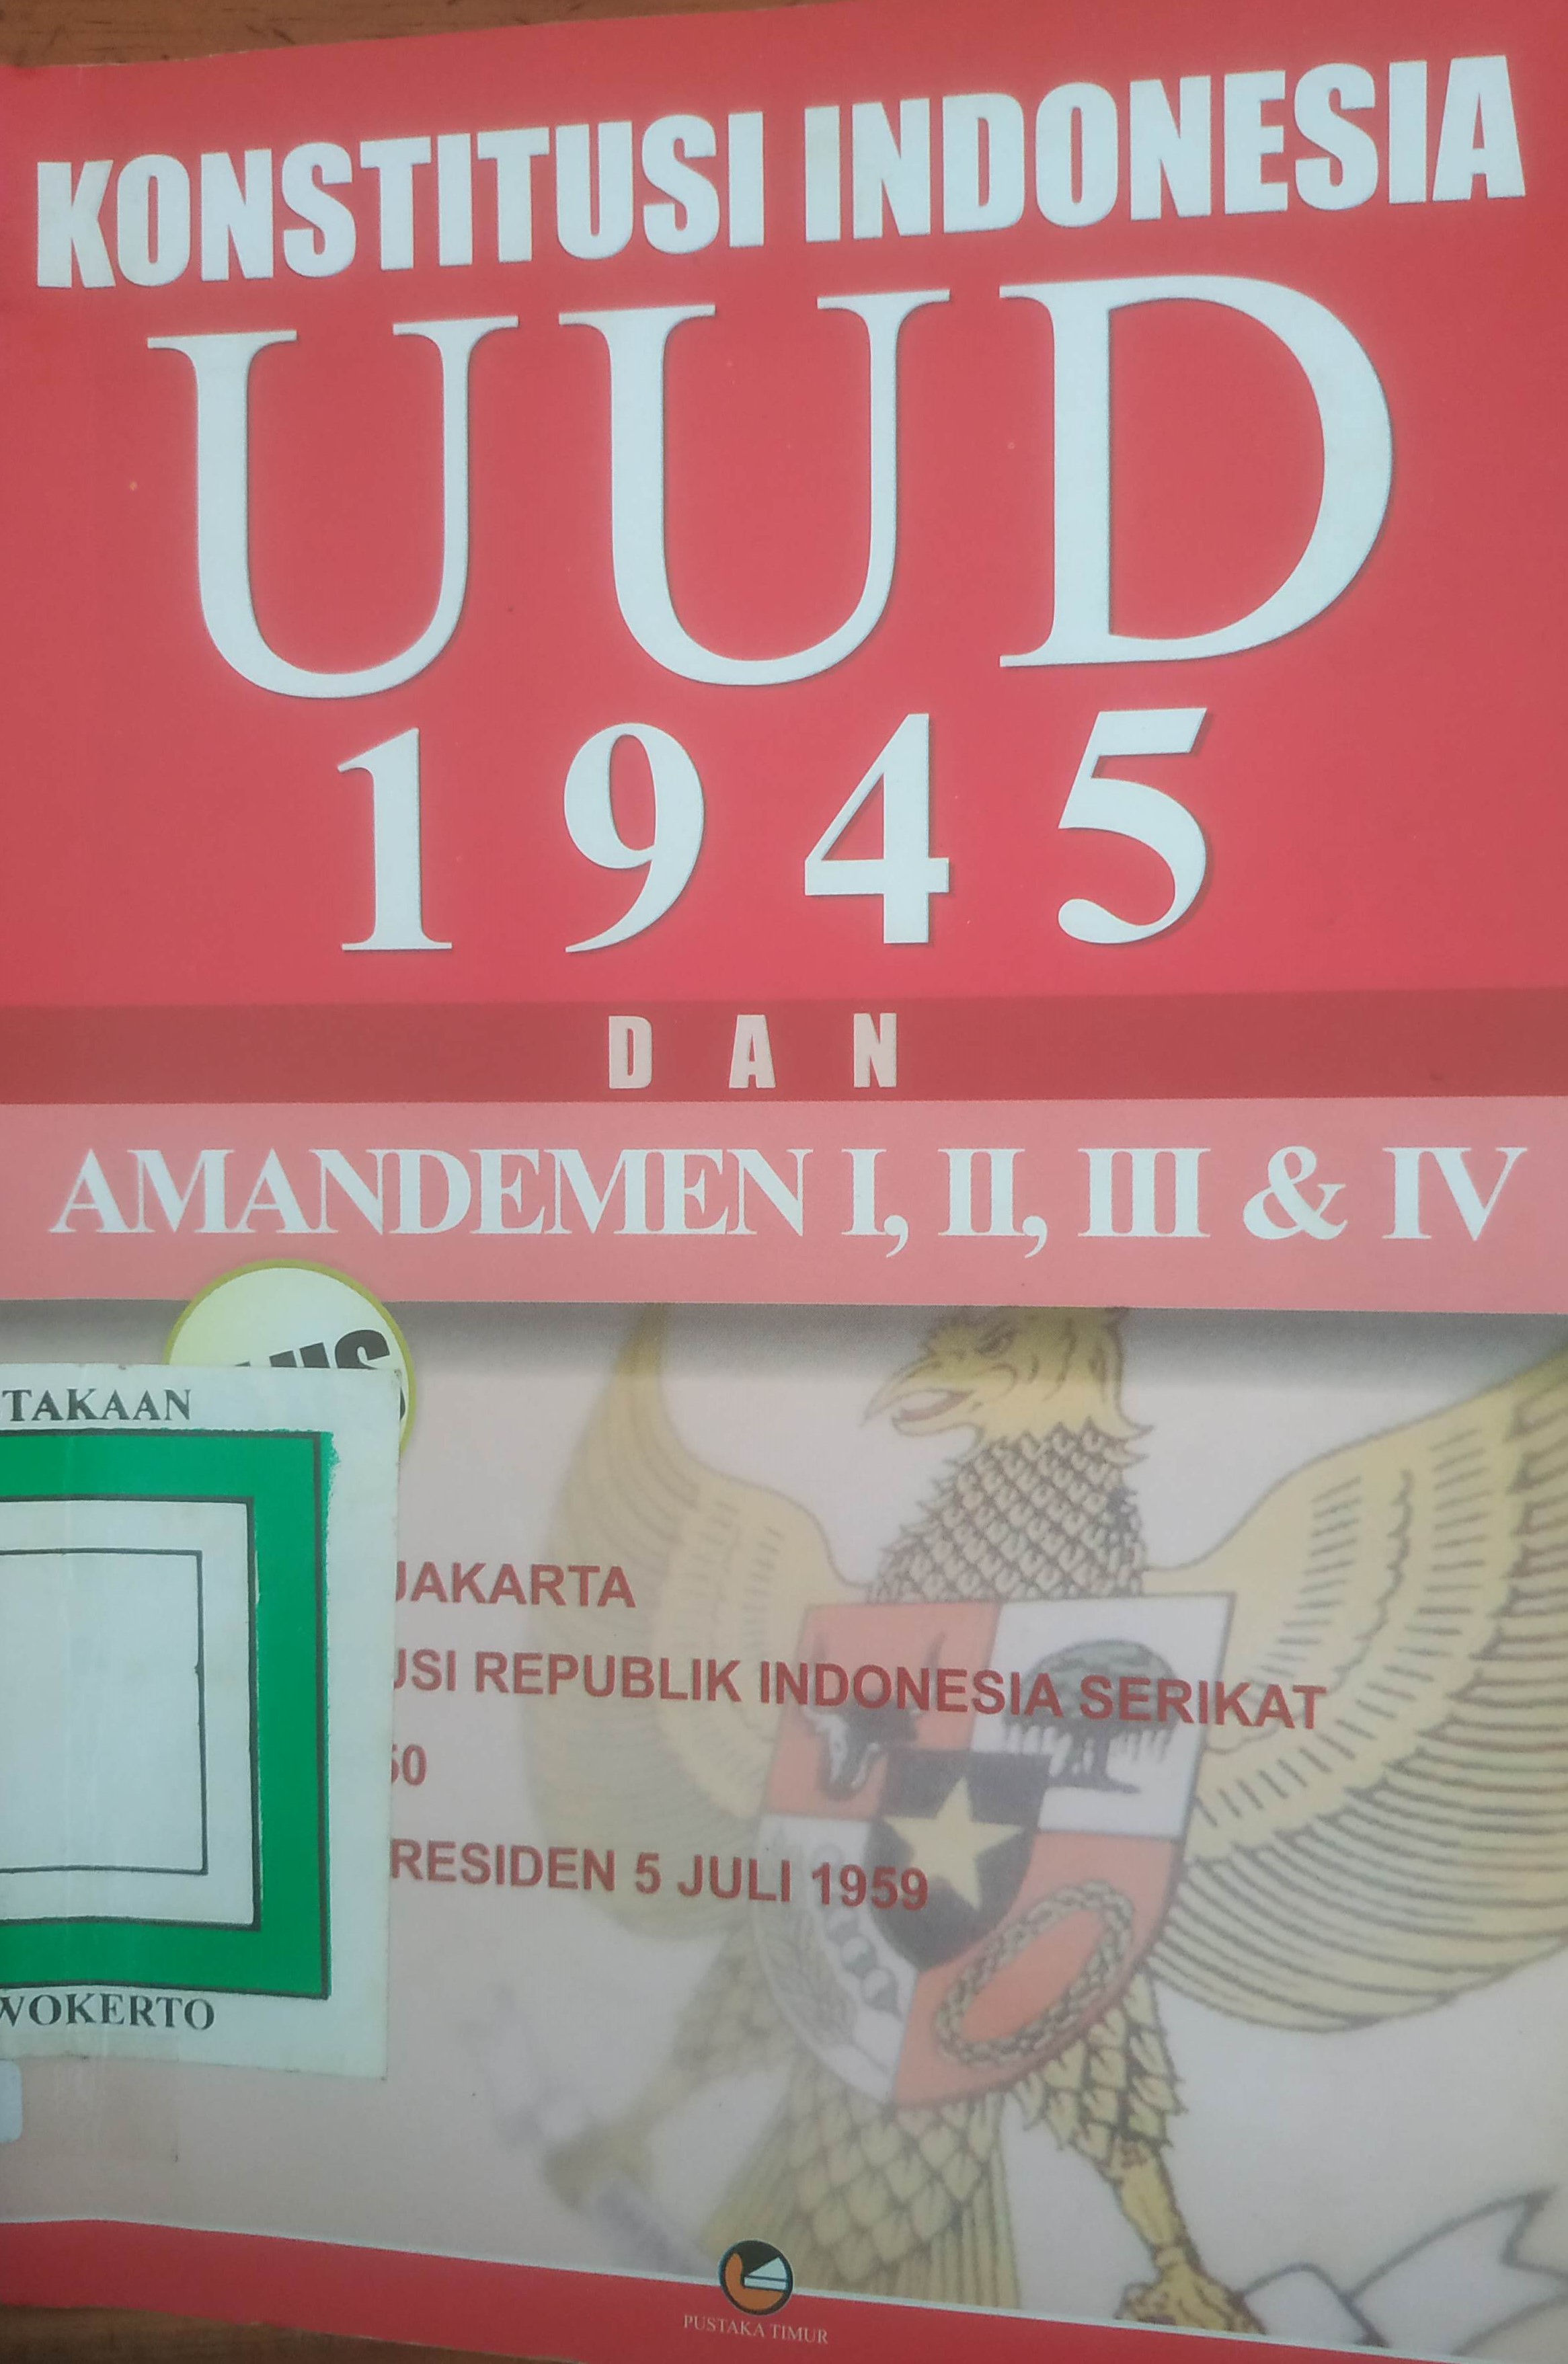 KONSTITUSI INDONESIA
UUD
1945
DAN
AMANDEMEN I, II, III & IV
TAKAAN
JAKARTA
USI REPUBLIK INDONESIA SERIKAT
50
RESIDEN 5 JULI 1959
WOKERTO
PUSTAKA TIMUR